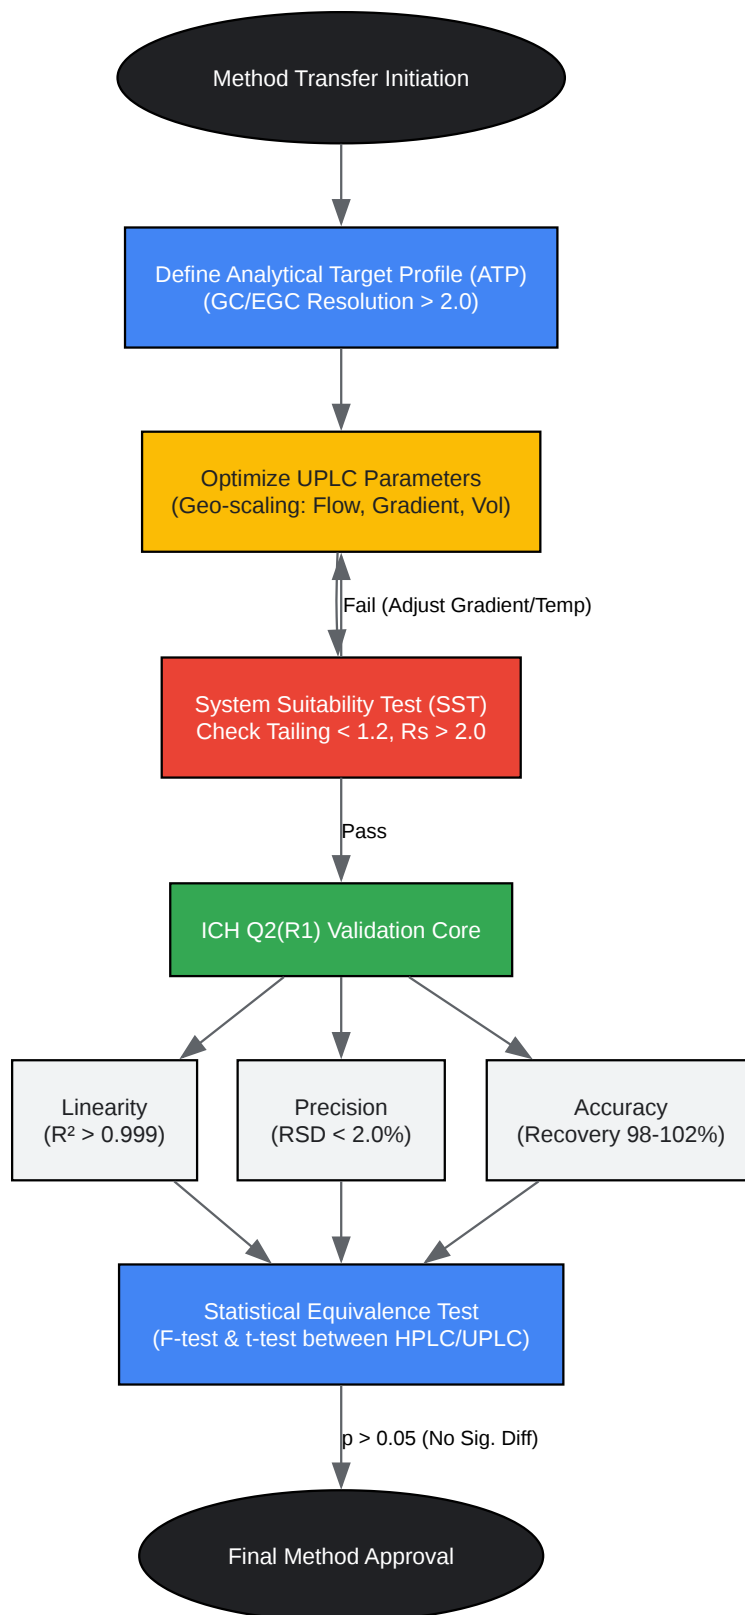 Method Transfer Initiation
Define Analytical Target Profile (ATP)
(GC/EGC Resolution > 2.0)
Optimize UPLC Parameters
(Geo-scaling: Flow, Gradient, Vol)
Fail (Adjust Gradient/Temp)
System Suitability Test (SST)
Check Tailing < 1.2, Rs > 2.0
Pass
ICH Q2(R1) Validation Core
Linearity
(R² > 0.999)
Precision
(RSD < 2.0%)
Accuracy
(Recovery 98-102%)
Statistical Equivalence Test
(F-test & t-test between HPLC/UPLC)
p > 0.05 (No Sig. Diff)
Final Method Approval